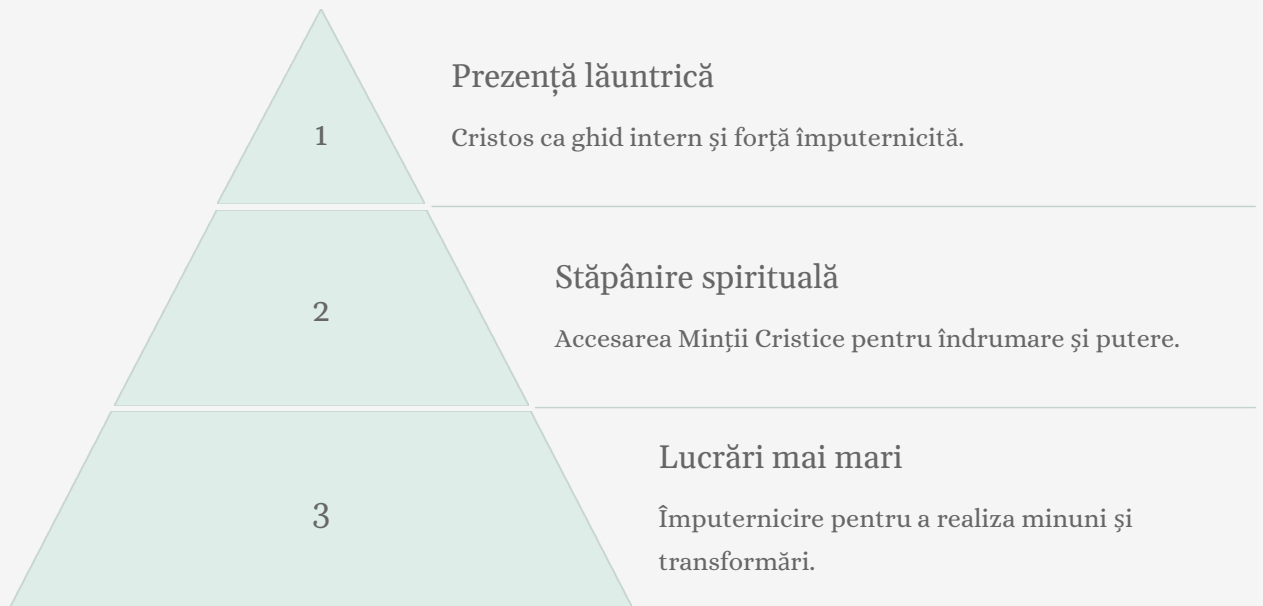 Prezență lăuntrică
1
Cristos ca ghid intern și forță împuternicită.
Stăpânire spirituală
2
Accesarea Minții Cristice pentru îndrumare și putere.
Lucrări mai mari
3
Împuternicire pentru a realiza minuni și
transformări.